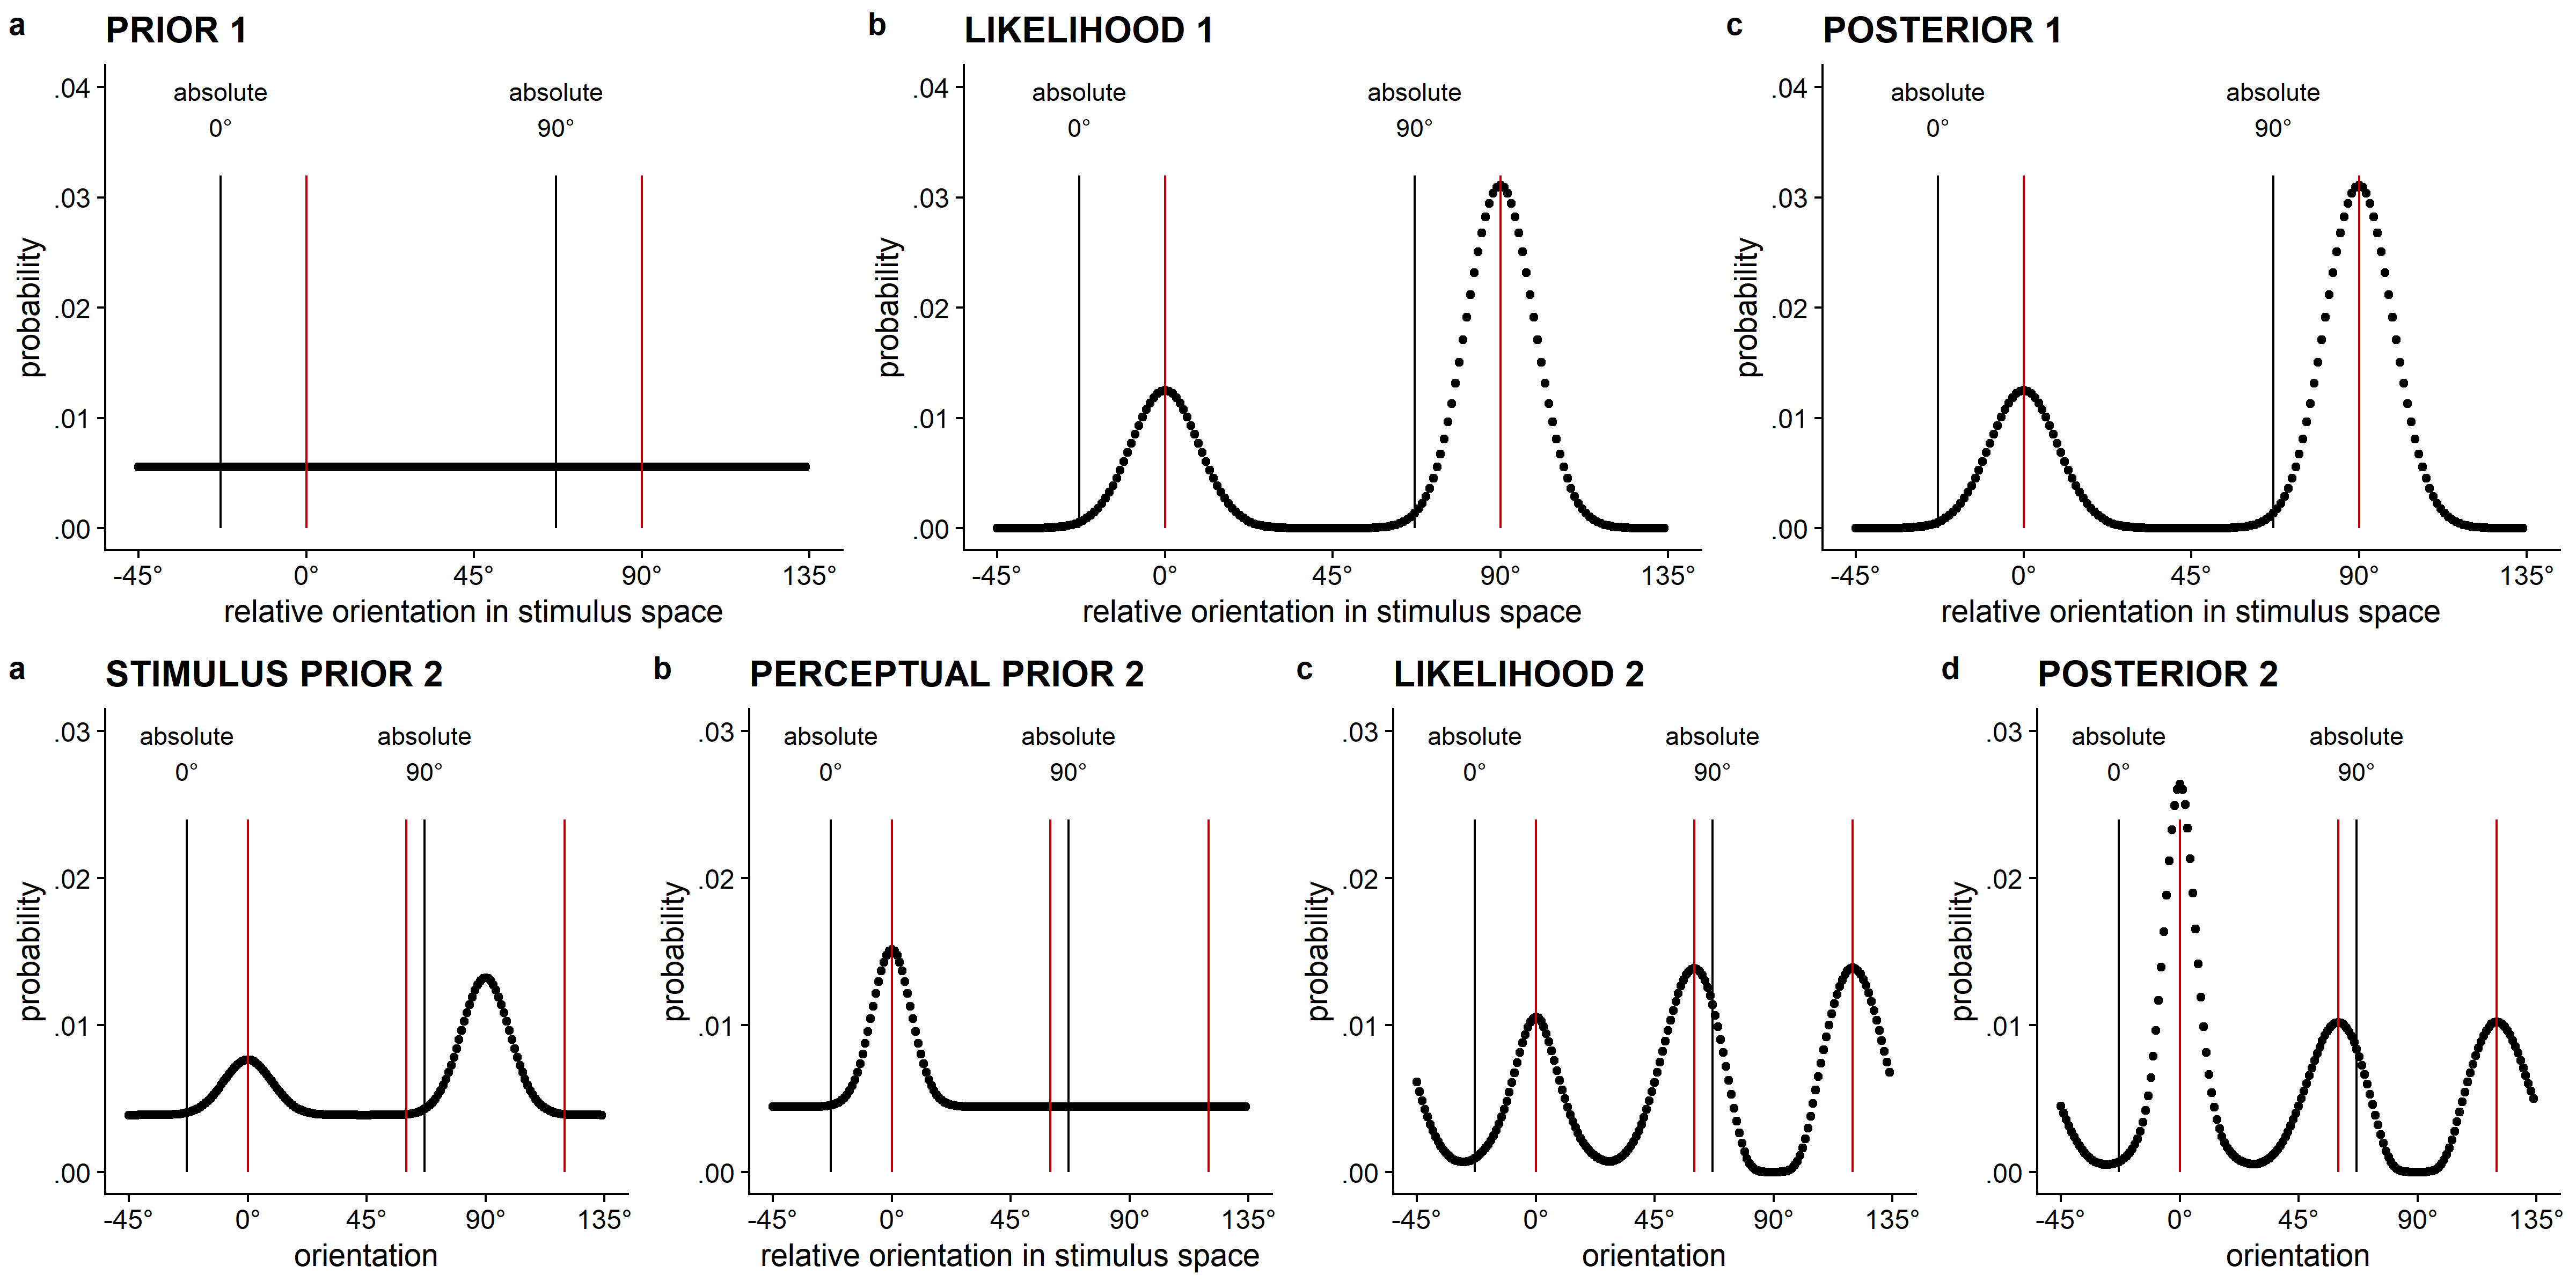 a PRIOR 1
.04
.03
.02
.01
.00
absolute 0°
absolute 90°
probability
-45° 0° 45° 90° 135°
relative orientation in stimulus space
b LIKELIHOOD 1
.04
.03
.02
.01
.00
absolute 0°
absolute 90°
probability
-45° 0° 45° 90° 135°
relative orientation in stimulus space
c POSTERIOR 1
.04
.03
.02
.01
.00
absolute 0°
absolute 90°
probability
-45° 0° 45° 90° 135°
relative orientation in stimulus space
a STIMULUS PRIOR 2
.03
.02
.01
.00
absolute 0°
absolute 90°
probability
-45° 0° 45° 90° 135°
orientation
b PERCEPTUAL PRIOR 2
.03
.02
.01
.00
absolute 0°
absolute 90°
probability
-45° 0° 45° 90° 135°
relative orientation in stimulus space
c LIKELIHOOD 2
.03
.02
.01
.00
absolute 0°
absolute 90°
probability
-45° 0° 45° 90° 135°
orientation
d POSTERIOR 2
.03
.02
.01
.00
absolute 0°
absolute 90°
probability
-45° 0° 45° 90° 135°
orientation